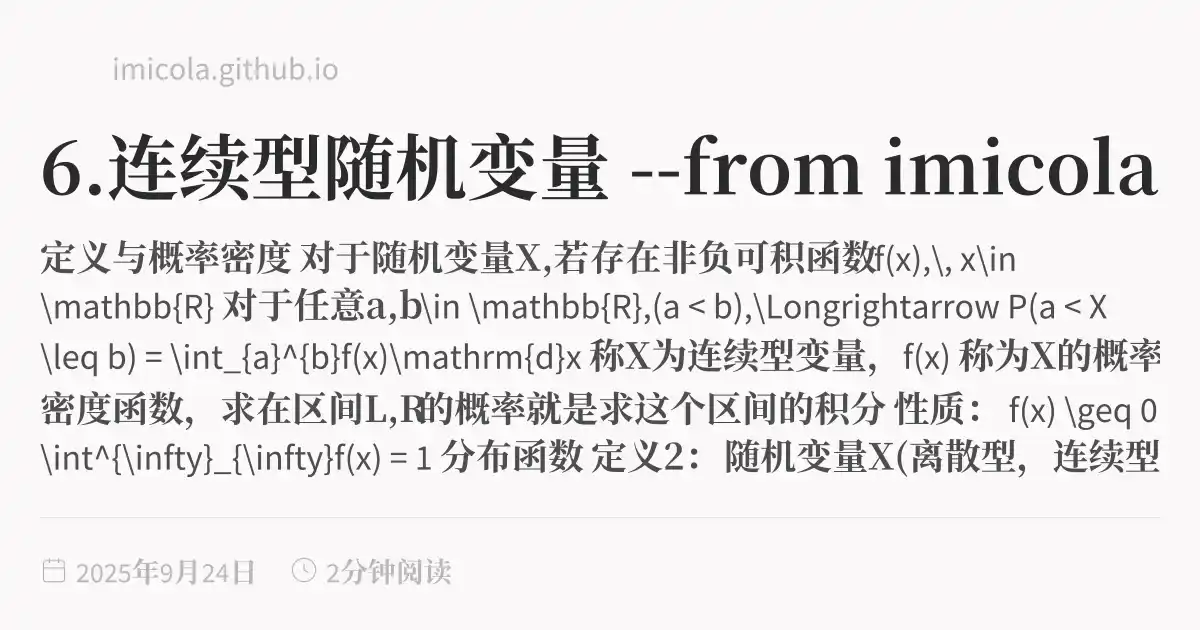 imicola.github.io
6.连续型随机变量 --from imicola
定义与概率密度 对于随机变量X,若存在非负可积函数f(x),\, x\in
\mathbb{R} 对于任意a,b\in \mathbb{R},(a < b),\Longrightarrow P(a < X
\leq b) = \int_{a}^{b}f(x)\mathrm{d}x 称X为连续型变量，f(x) 称为X的概率
密度函数，求在区间L,R的概率就是求这个区间的积分 性质： f(x) \geq 0
\int^{\infty}_{\infty}f(x) = 1 分布函数 定义2：随机变量X(离散型，连续型
2025年9月24日 2分钟阅读